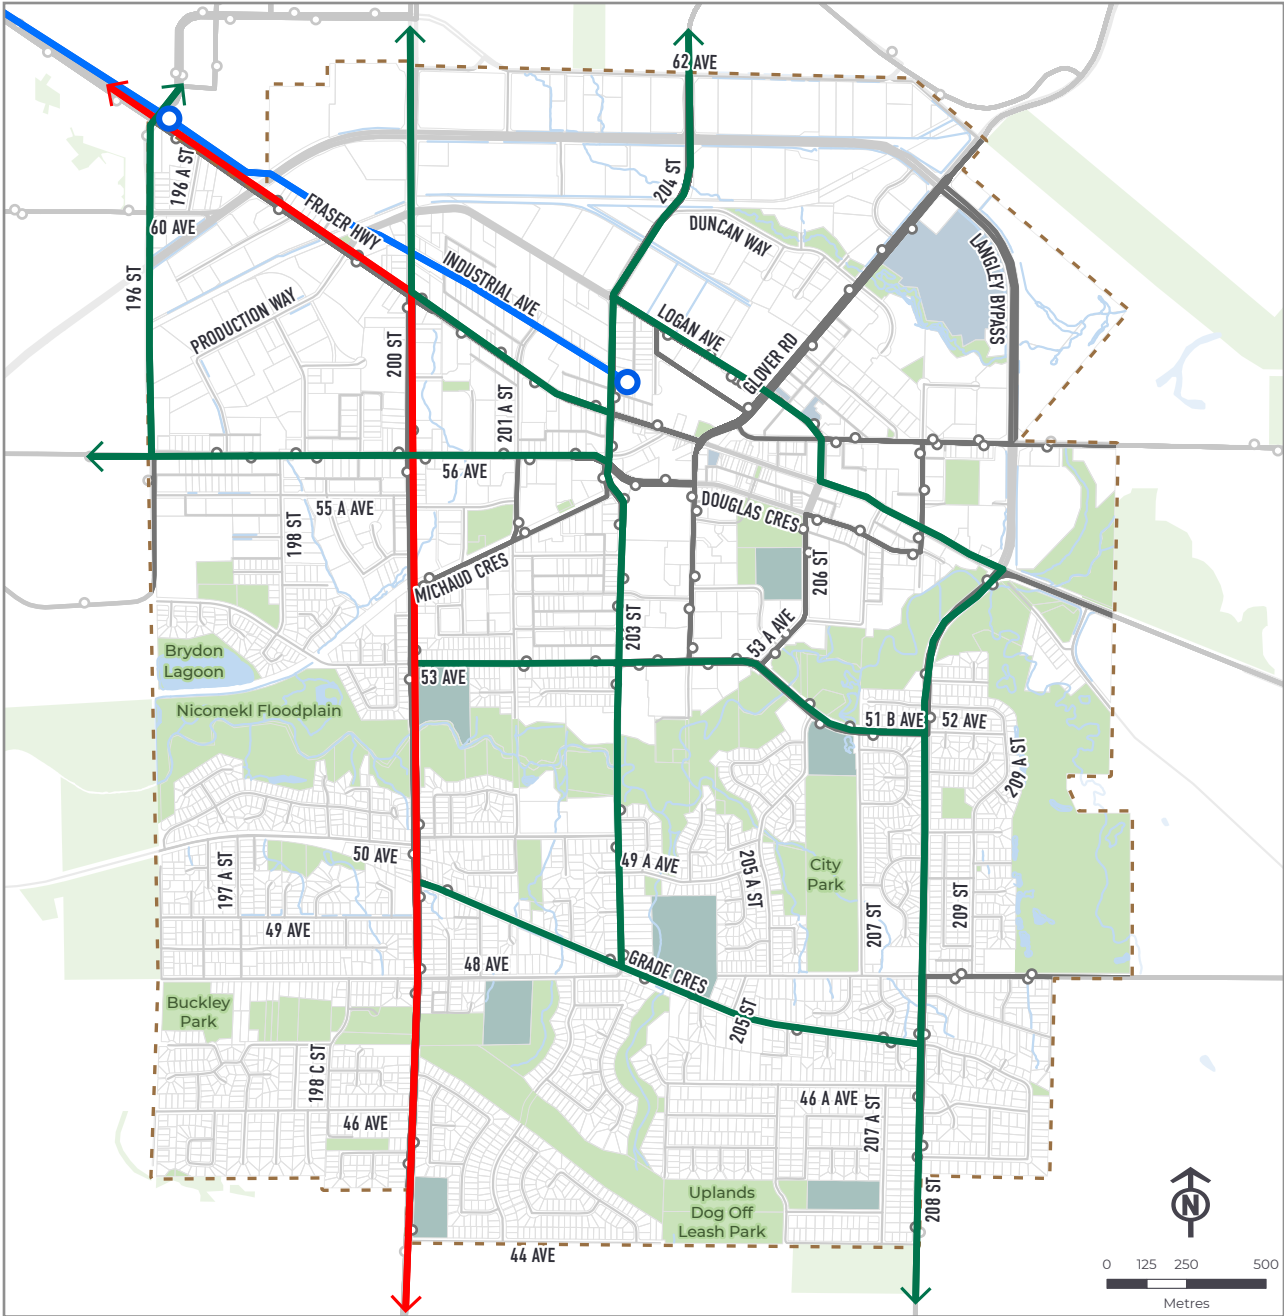 62 AVE
196 A ST
204 ST
60 AVE
FRASER HWY
DUNCAN WAY
LANGLEY BYPASS
196 ST
INDUSTRIAL AVE
PRODUCTION WAY
LOGAN AVE
200 ST
GLOVER RD
201 A ST
56 AVE
55 A AVE
DOUGLAS CRES
198 ST
MICHAUD CRES
206 ST
203 ST
53 A AVE
Brydon
Lagoon
53 AVE
Nicomekl Floodplain
51 B AVE
52 AVE
209 A ST
50 AVE
49 A AVE
197 A ST
205 A ST
City
Park
209 ST
207 ST
49 AVE
48 AVE
GRADE CRES
Buckley
Park
205 ST
198 C ST
46 A AVE
46 AVE
207 A ST
Uplands
Dog Off
Leash Park
208 ST
44 AVE
N
0 125 250 500
Metres